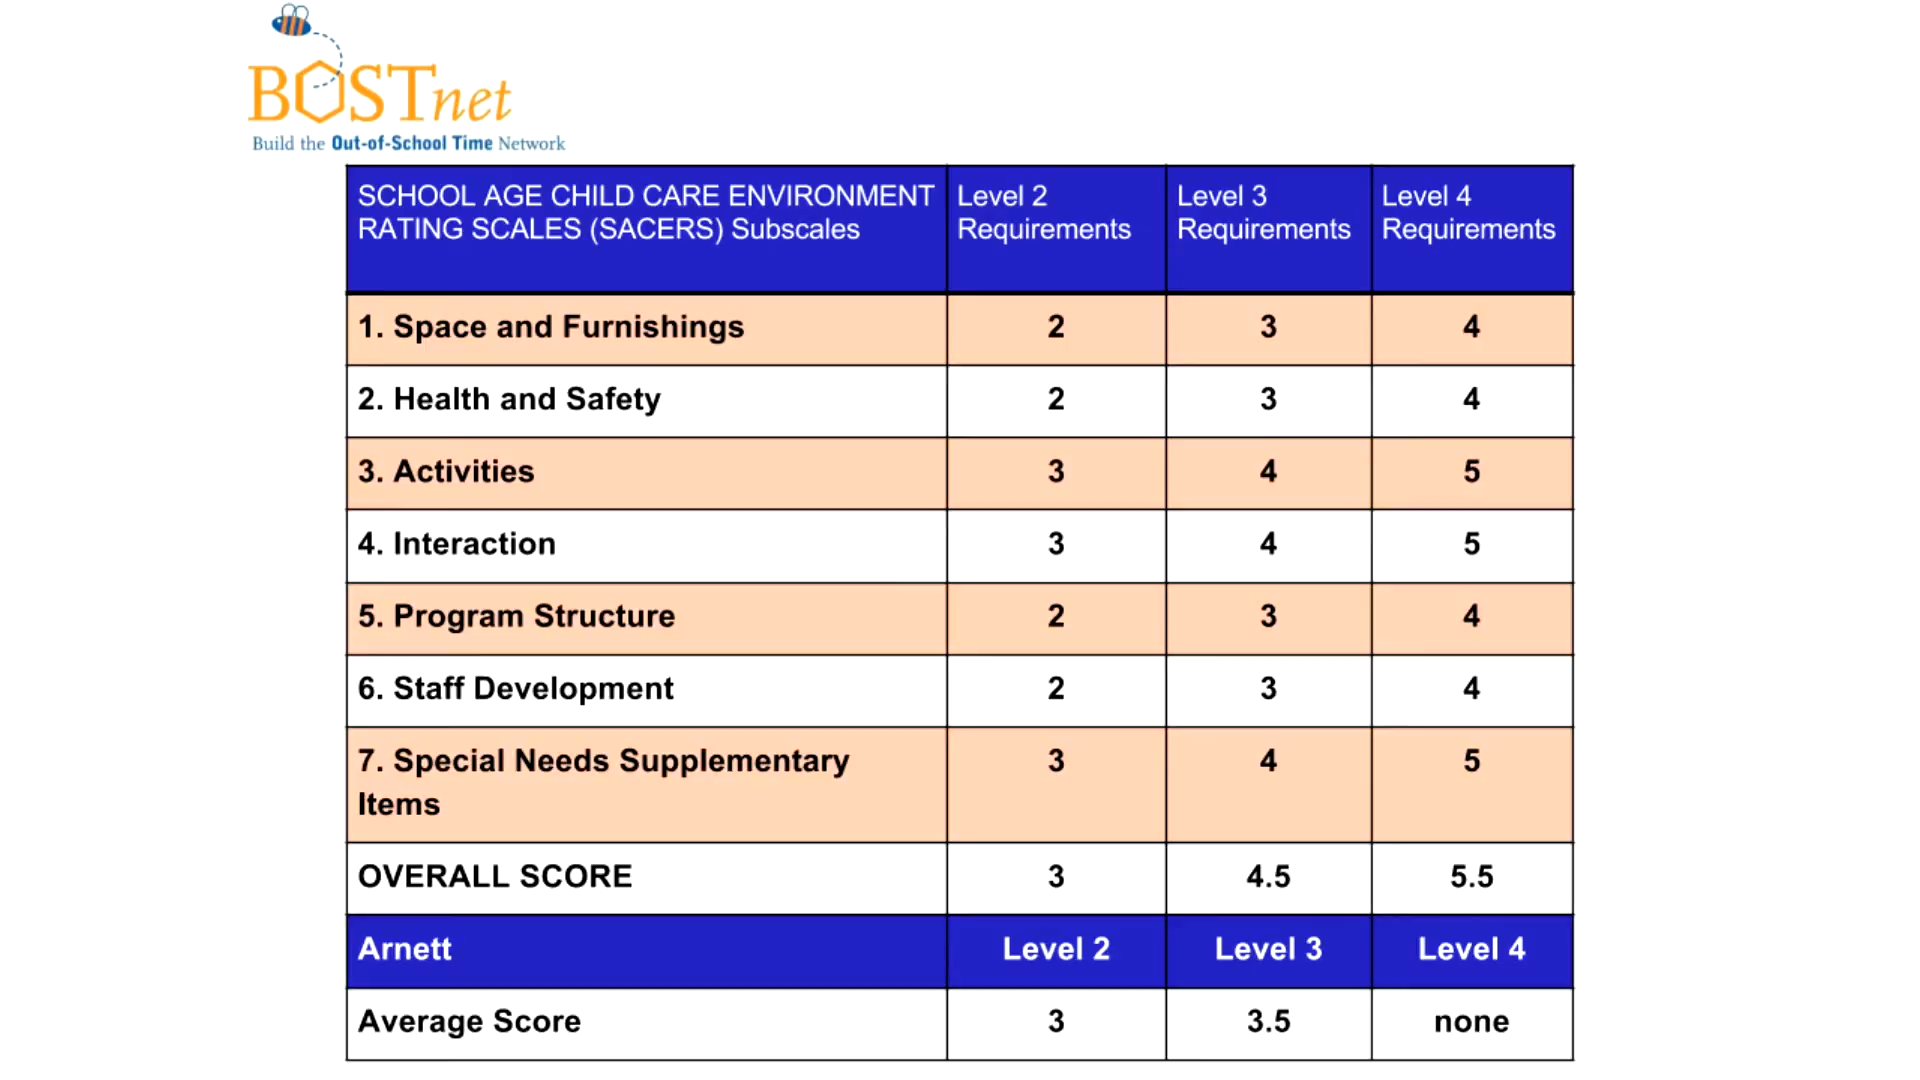 BOSTnet
Build the Out-of-School Time Network
SCHOOL AGE CHILD CARE ENVIRONMENT RATING SCALES (SACERS) Subscales | Level 2 Requirements | Level 3 Requirements | Level 4 Requirements
1. Space and Furnishings 2 3 4
2. Health and Safety 2 3 4
3. Activities 3 4 5
4. Interaction 3 4 5
5. Program Structure 2 3 4
6. Staff Development 2 3 4
7. Special Needs Supplementary Items 3 4 5
OVERALL SCORE 3 4.5 5.5
Arnett Level 2 Level 3 Level 4
Average Score 3 3.5 none